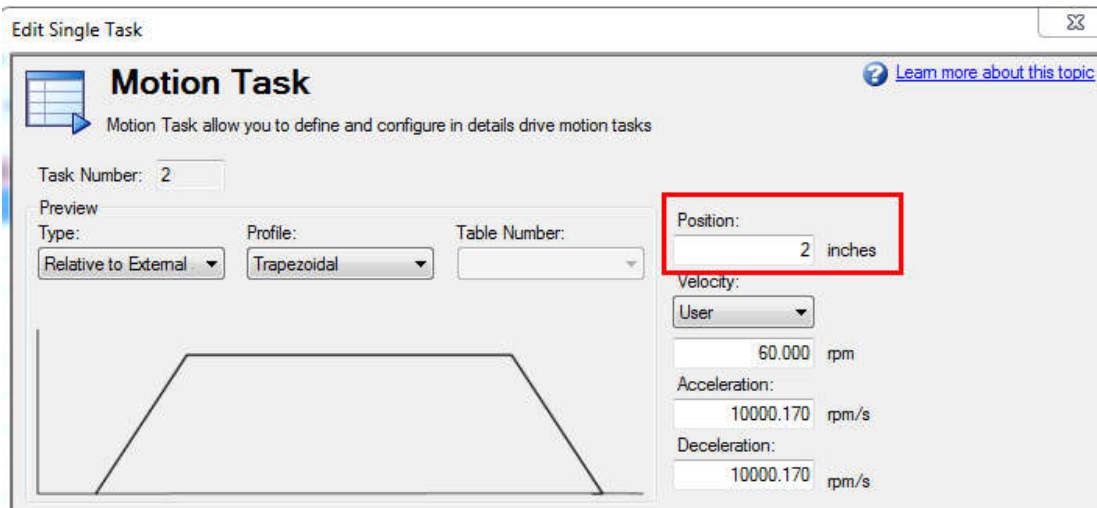 Edit Single Task
Motion Task
Learn more about this topic
Motion Task allow you to define and configure in details drive motion tasks
Task Number: 2
Preview
Type: Profile: Table Number:
Relative to External Trapezoidal
Position:
2 inches
Velocity:
User
60.000 rpm
Acceleration:
10000.170 rpm/s
Deceleration:
10000.170 rpm/s